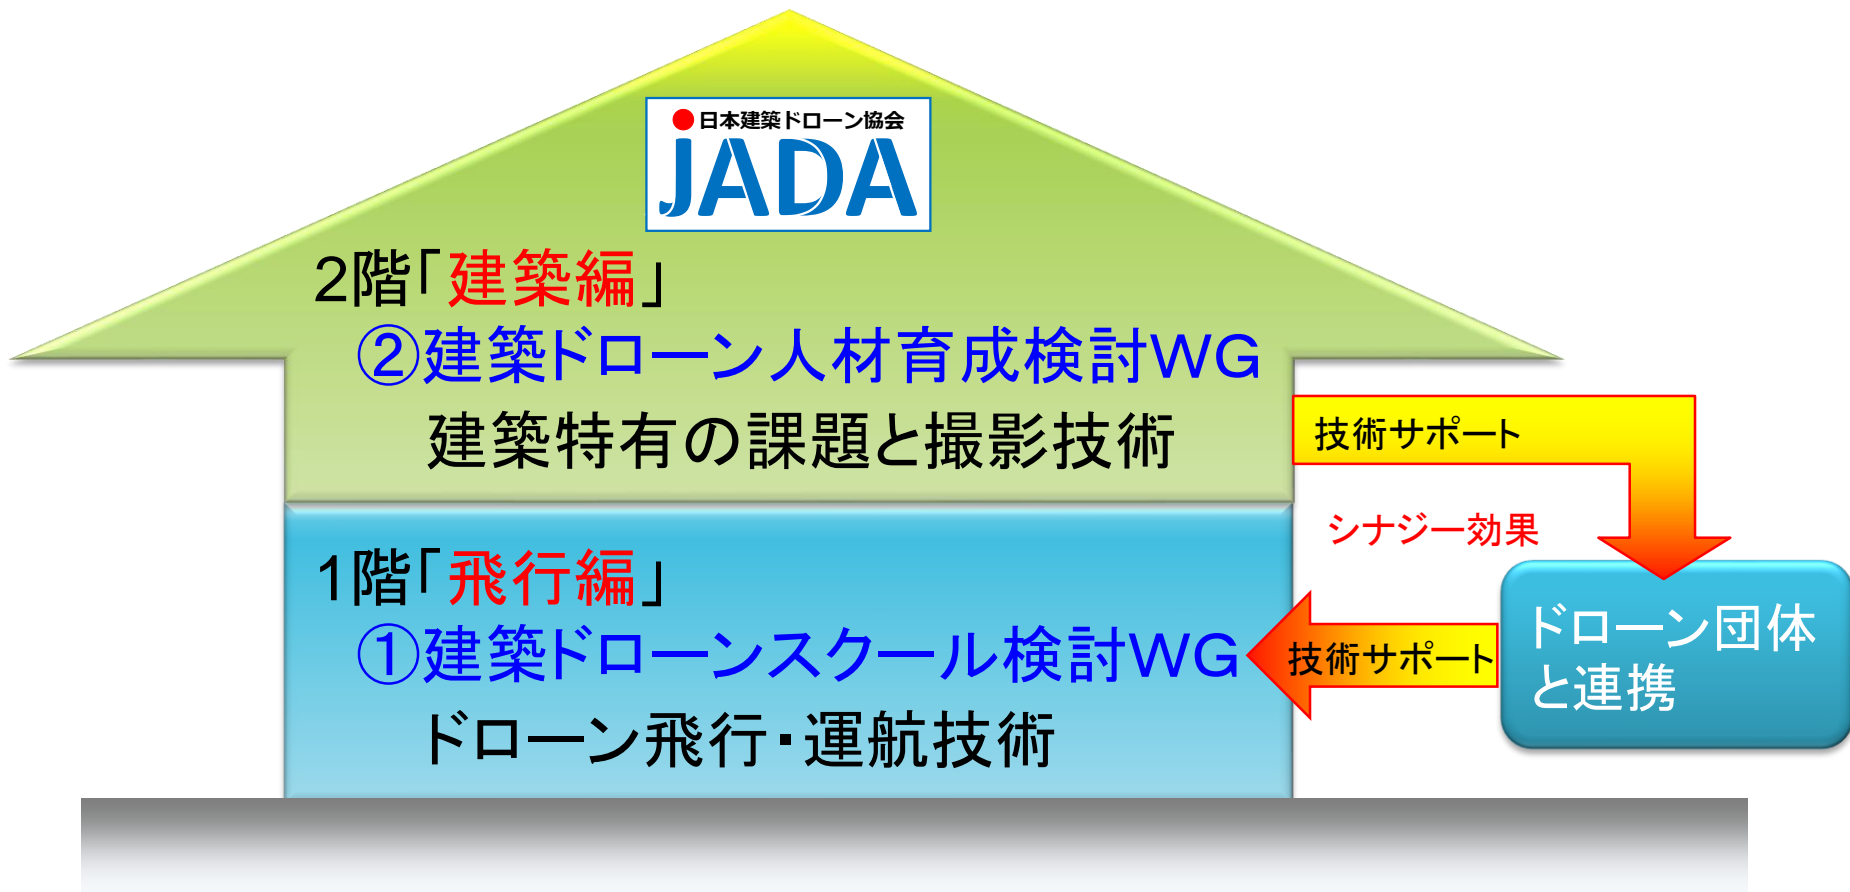 日本建築ドローン協会
JADA
2階「建築編」
②建築ドローン人材育成検討WG
建築特有の課題と撮影技術
技術サポート
シナジー効果
1階「飛行編」
①建築ドローンスクール検討WG
ドローン飛行・運航技術
技術サポート
ドローン団体
と連携